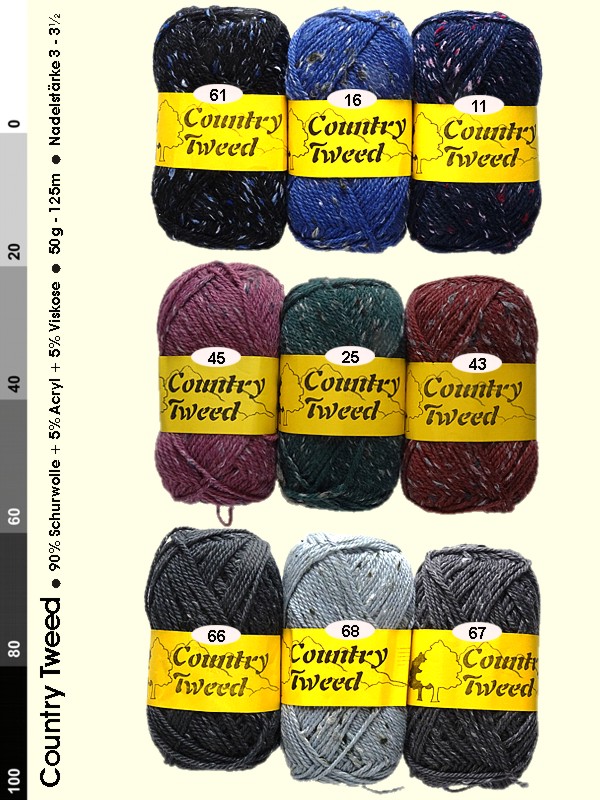 0
20
40
60
80
100
Country Tweed ● 90% Schurwolle + 5% Acryl + 5% Viskose ● 50g - 125m ● Nadelstärke 3 - 3½
61
Country
Tweed
16
Country
Tweed
11
Country
Tweed
45
Country
Tweed
25
Country
Tweed
43
Country
Tweed
66
Country
Tweed
68
Country
Tweed
67
Country
Tweed